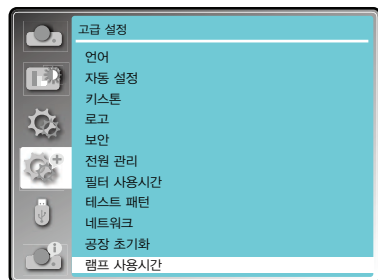 고급 설정
언어
자동 설정
키스톤
로고
보안
전원 관리
필터 사용시간
테스트 패턴
네트워크
공장 초기화
램프 사용시간